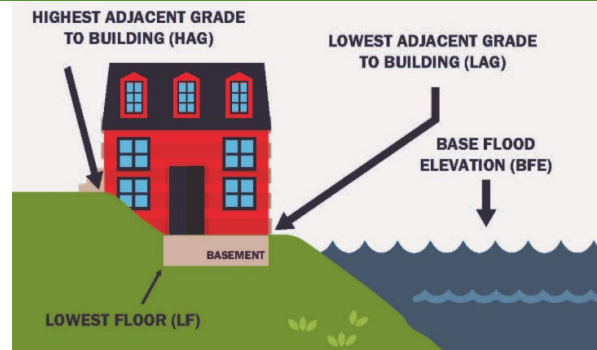 HIGHEST ADJACENT GRADE
TO BUILDING (HAG)
LOWEST ADJACENT GRADE
TO BUILDING (LAG)
BASE FLOOD
ELEVATION (BFE)
BASEMENT
LOWEST FLOOR (LF)